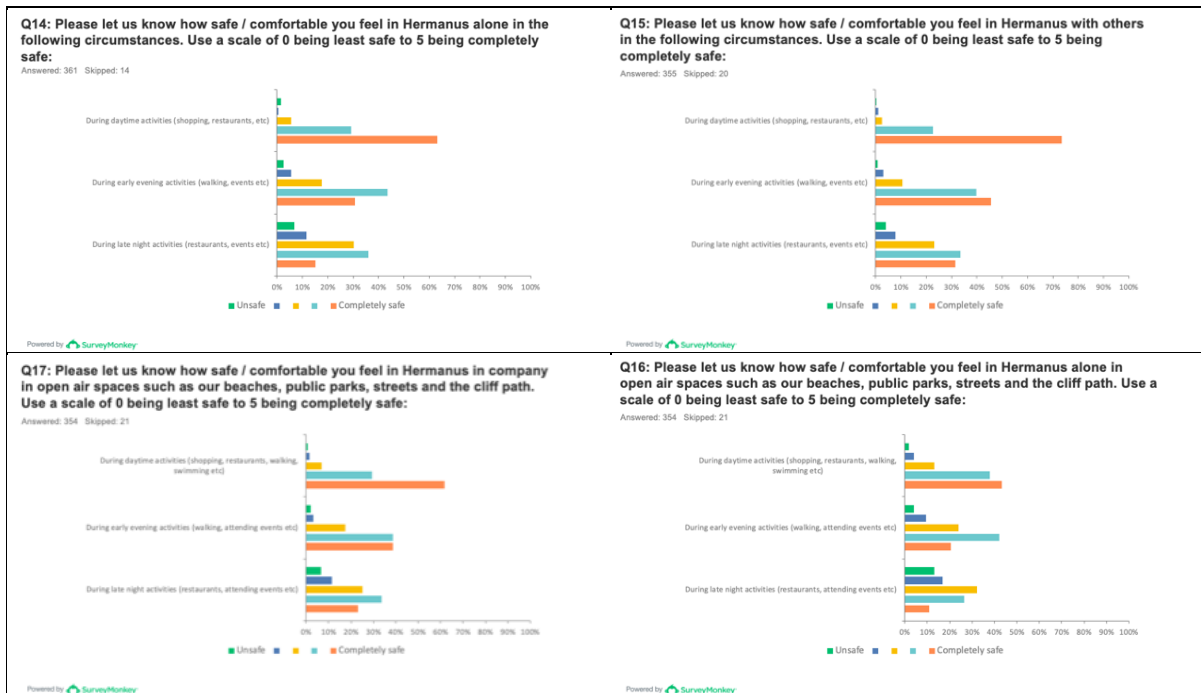 Q14: Please let us know how safe / comfortable you feel in Hermanus alone in the
following circumstances. Use a scale of 0 being least safe to 5 being completely
safe:
Answered: 361 Skipped: 14
During daytime activities (shopping, restaurants, etc)
During early evening activities (walking, events etc)
During late night activities (restaurants, events etc)
0% 10% 20% 30% 40% 50% 60% 70% 80% 90% 100%
Unsafe Completely safe
Powered by SurveyMonkey
Q15: Please let us know how safe / comfortable you feel in Hermanus with others
in the following circumstances. Use a scale of 0 being least safe to 5 being
completely safe:
Answered: 355 Skipped: 20
During daytime activities (shopping, restaurants, etc)
During early evening activities (walking, events etc)
During late night activities (restaurants, events etc)
0% 10% 20% 30% 40% 50% 60% 70% 80% 90% 100%
Unsafe Completely safe
Powered by SurveyMonkey
Q17: Please let us know how safe / comfortable you feel in Hermanus in company
in open air spaces such as our beaches, public parks, streets and the cliff path.
Use a scale of 0 being least safe to 5 being completely safe:
Answered: 354 Skipped: 21
During daytime activities (shopping, restaurants, walking,
swimming etc)
During early evening activities (walking, attending events etc)
During late night activities (restaurants, attending events etc)
0% 10% 20% 30% 40% 50% 60% 70% 80% 90% 100%
Unsafe Completely safe
Powered by SurveyMonkey
Q16: Please let us know how safe / comfortable you feel in Hermanus alone in
open air spaces such as our beaches, public parks, streets and the cliff path. Use a
scale of 0 being least safe to 5 being completely safe:
Answered: 354 Skipped: 21
During daytime activities (shopping, restaurants, walking,
swimming etc)
During early evening activities (walking, attending events etc)
During late night activities (restaurants, attending events etc)
0% 10% 20% 30% 40% 50% 60% 70% 80% 90% 100%
Unsafe Completely safe
Powered by SurveyMonkey